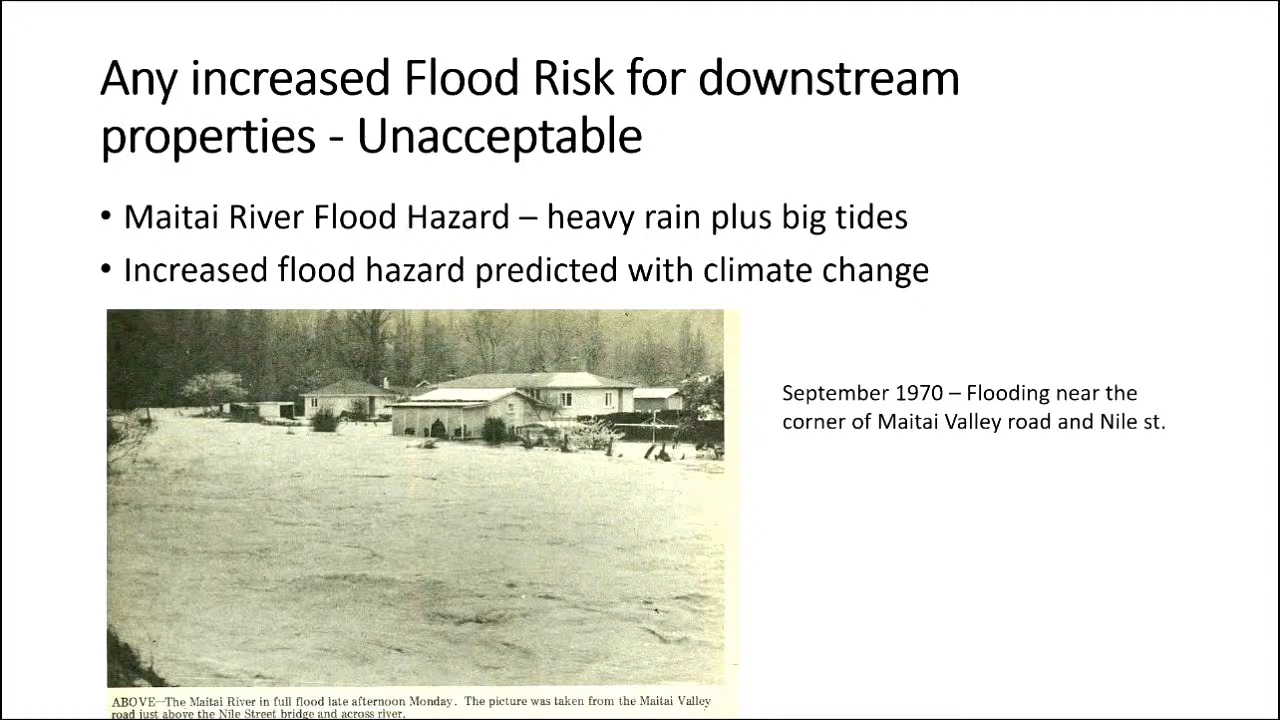 Any increased Flood Risk for downstream
properties - Unacceptable
• Maitai River Flood Hazard – heavy rain plus big tides
• Increased flood hazard predicted with climate change
September 1970 – Flooding near the
corner of Maitai Valley road and Nile st.
ABOVE—The Maitai River in full flood late afternoon Monday. The picture was taken from the Maitai Valley
road just above the Nile Street bridge and across river.